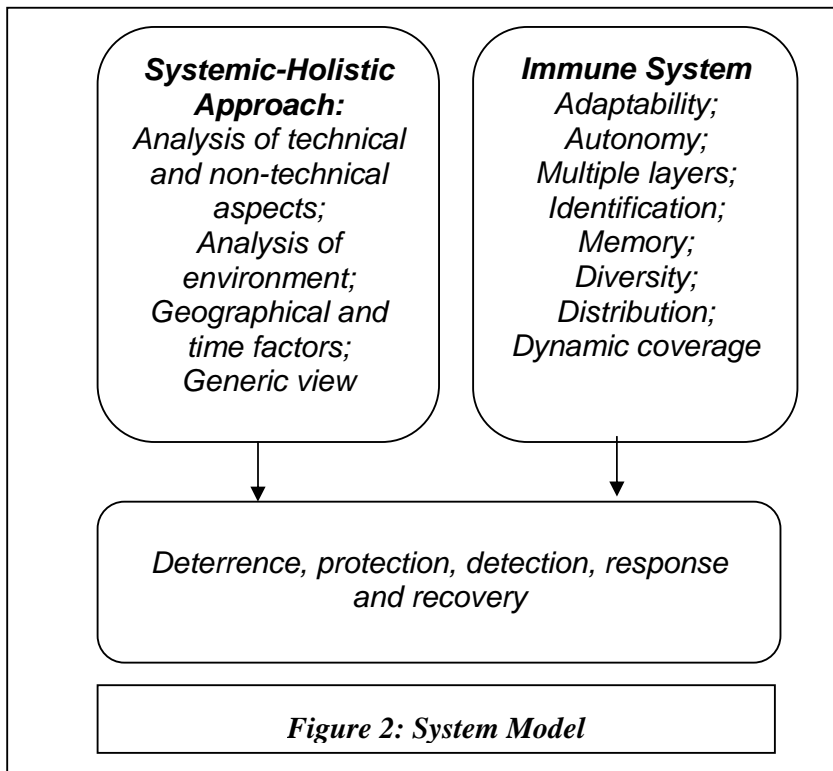 Systemic-Holistic
Approach:
Analysis of technical
and non-technical
aspects;
Analysis of
environment;
Geographical and
time factors;
Generic view
Immune System
Adaptability;
Autonomy;
Multiple layers;
Identification;
Memory;
Diversity;
Distribution;
Dynamic coverage
Deterrence, protection, detection, response
and recovery
Figure 2: System Model